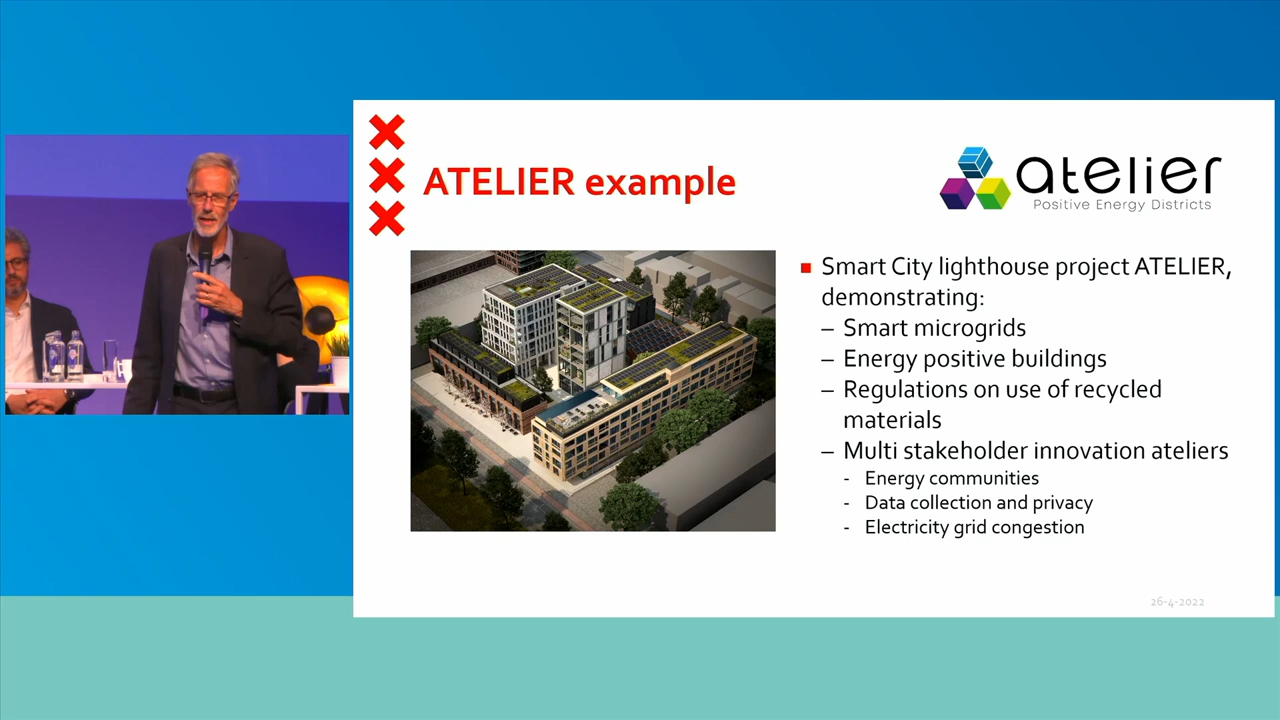 ATELIER example
atelier
Positive Energy Districts
Smart City lighthouse project ATELIER,
demonstrating:
– Smart microgrids
– Energy positive buildings
– Regulations on use of recycled
materials
– Multi stakeholder innovation ateliers
- Energy communities
- Data collection and privacy
- Electricity grid congestion
26-4-2022